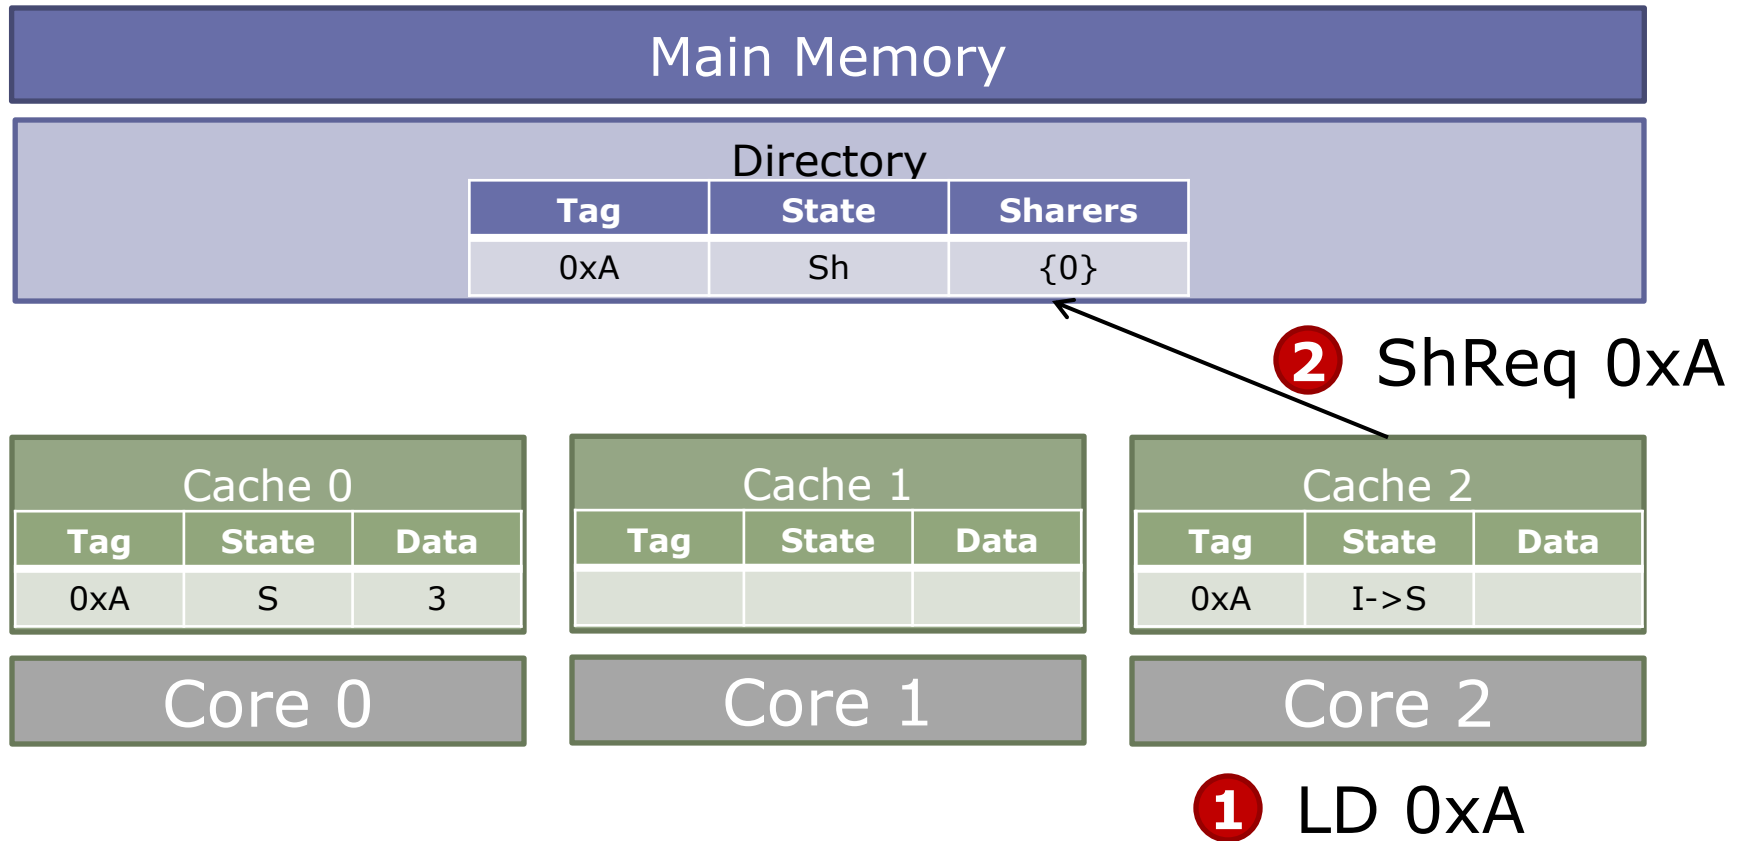 Main Memory
Directory
Tag State Sharers
0xA Sh {0}
2 ShReq 0xA
Cache 0
Tag State Data
0xA S 3
Cache 1
Tag State Data
Cache 2
Tag State Data
0xA I->S
Core 0
Core 1
Core 2
1 LD 0xA